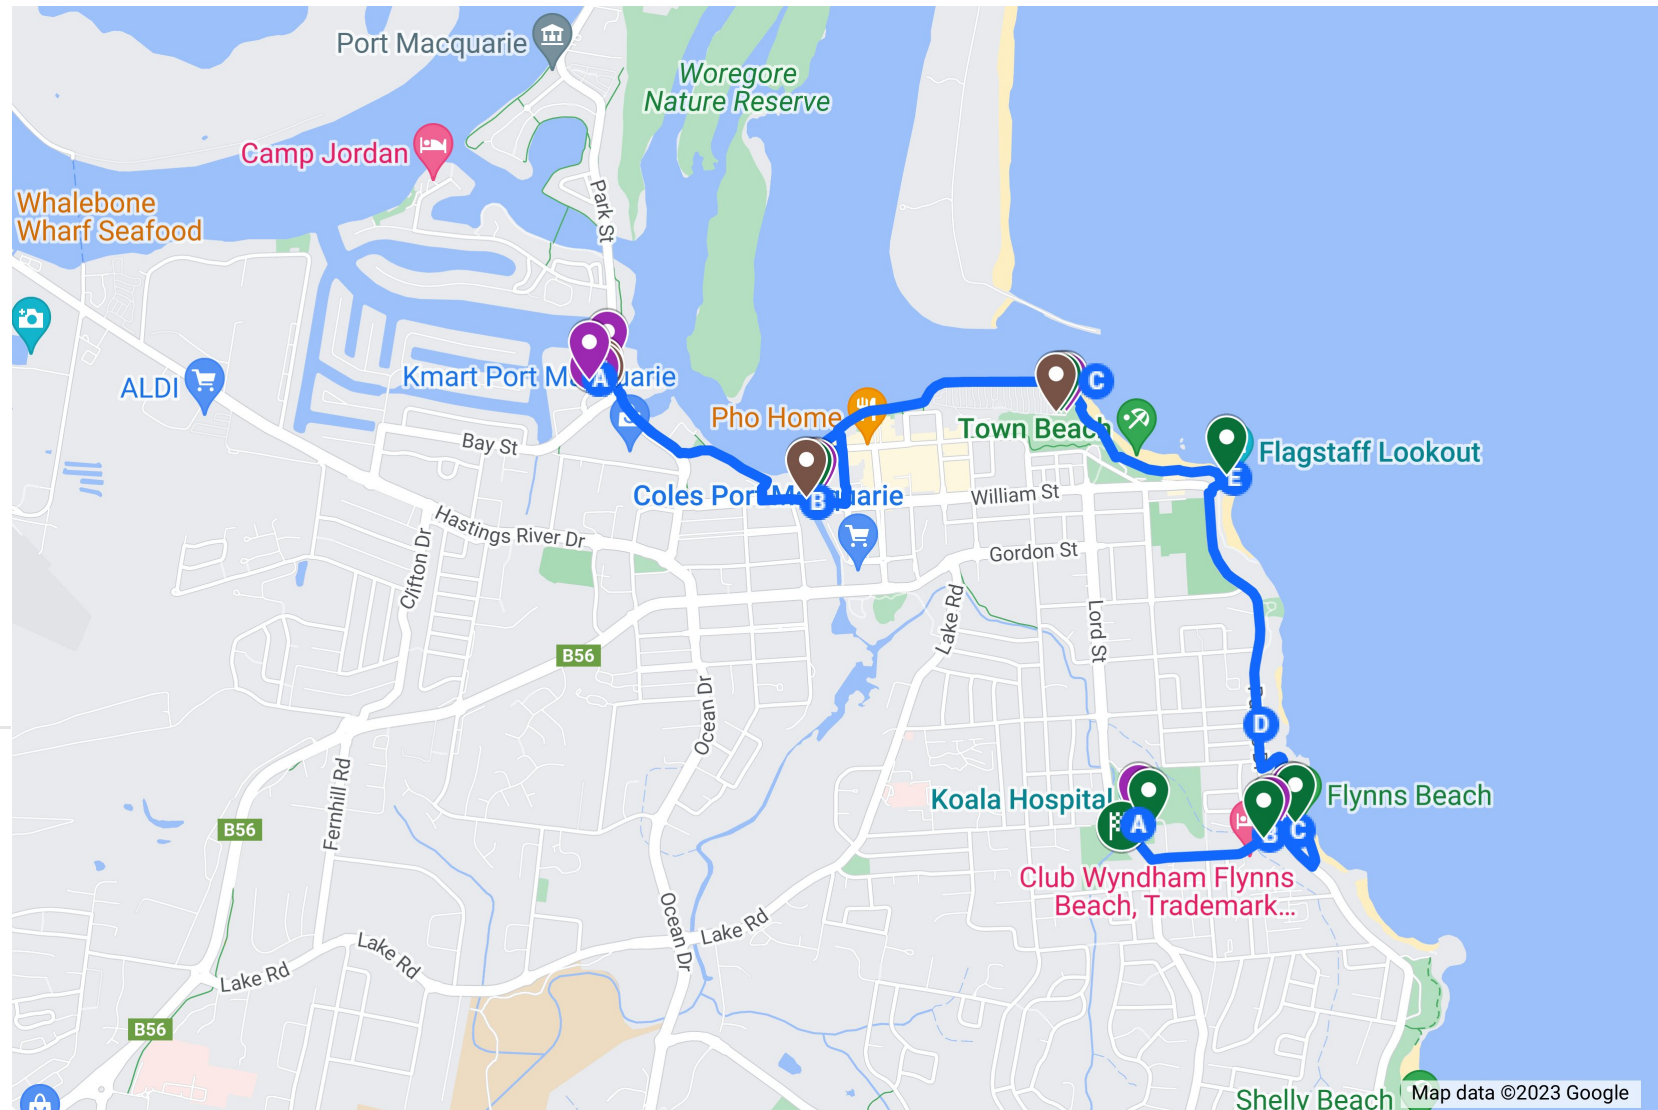 Port Macquarie
Woregore
Nature Reserve
Camp Jordan
Whalebone
Wharf Seafood
Park St
ALDI
Kmart Port Macquarie
A
Pho Home
C
Town Beach
Flagstaff Lookout
E
Bay St
Coles Port Macquarie
B
William St
Hastings River Dr
Gordon St
Clifton Dr
Lake Rd
Lord St
B56
Ocean Dr
D
Fernhill Rd
Koala Hospital
A
Flynns Beach
B
C
B56
Club Wyndham Flynns
Beach, Trademark...
Ocean Dr
Lake Rd
Lake Rd
Lake Rd
B56
Shelly Beach
Map data ©2023 Google